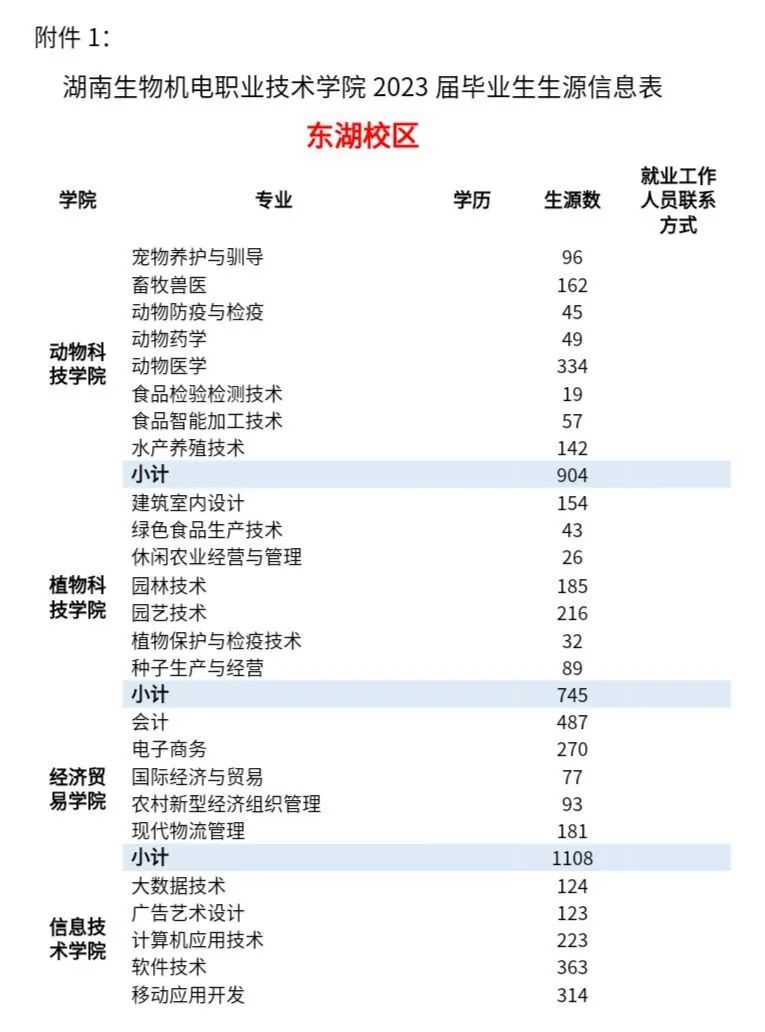 附件 1：
湖南生物机电职业技术学院 2023 届毕业生生源信息表
东湖校区
学院 专业 学历 生源数 就业工作人员联系方式
动物科技学院
宠物养护与驯导 96
畜牧兽医 162
动物防疫与检疫 45
动物药学 49
动物医学 334
食品检验检测技术 19
食品智能加工技术 57
水产养殖技术 142
小计 904
植物科技学院
建筑室内设计 154
绿色食品生产技术 43
休闲农业经营与管理 26
园林技术 185
园艺技术 216
植物保护与检疫技术 32
种子生产与经营 89
小计 745
经济贸易学院
会计 487
电子商务 270
国际经济与贸易 77
农村新型经济组织管理 93
现代物流管理 181
小计 1108
信息技术学院
大数据技术 124
广告艺术设计 123
计算机应用技术 223
软件技术 363
移动应用开发 314